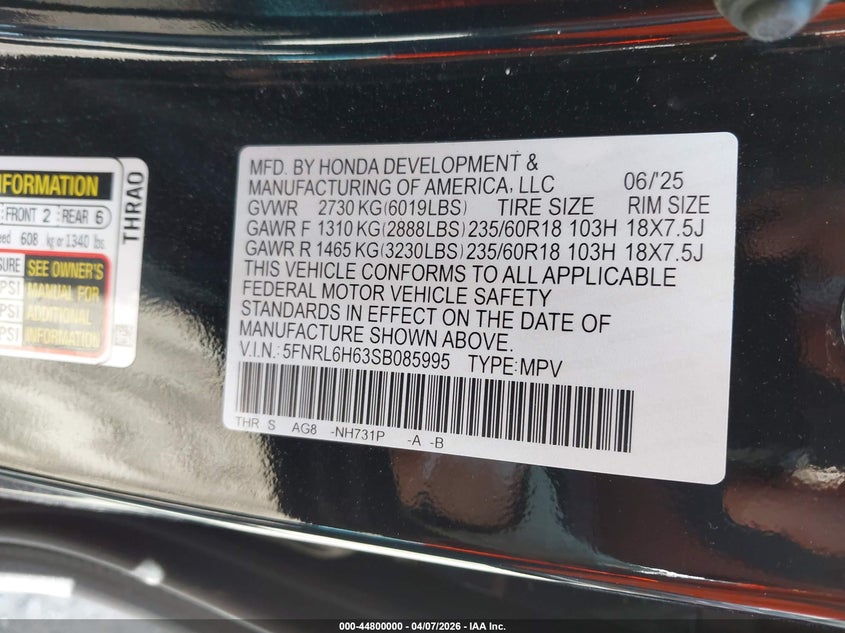 NFORMATION
FRONT 2 REAR 6
eed 608 kg or 1340 lbs.
SURE SEE OWNER'S
PSI MANUAL FOR
PSI ADDITIONAL
PSI INFORMATION
THRAO
MFD. BY HONDA DEVELOPMENT &
MANUFACTURING OF AMERICA, LLC 06/'25
GVWR 2730 KG(6019LBS) TIRE SIZE RIM SIZE
GAWR F 1310 KG(2888LBS) 235/60R18 103H 18X7.5J
GAWR R 1465 KG(3230LBS) 235/60R18 103H 18X7.5J
THIS VEHICLE CONFORMS TO ALL APPLICABLE
FEDERAL MOTOR VEHICLE SAFETY
STANDARDS IN EFFECT ON THE DATE OF
MANUFACTURE SHOWN ABOVE.
V.I.N.: 5FNRL6H63SB085995 TYPE:MPV
THR S AG8 -NH731P -A -B
000-44800000 - 04/07/2026 - IAA Inc.